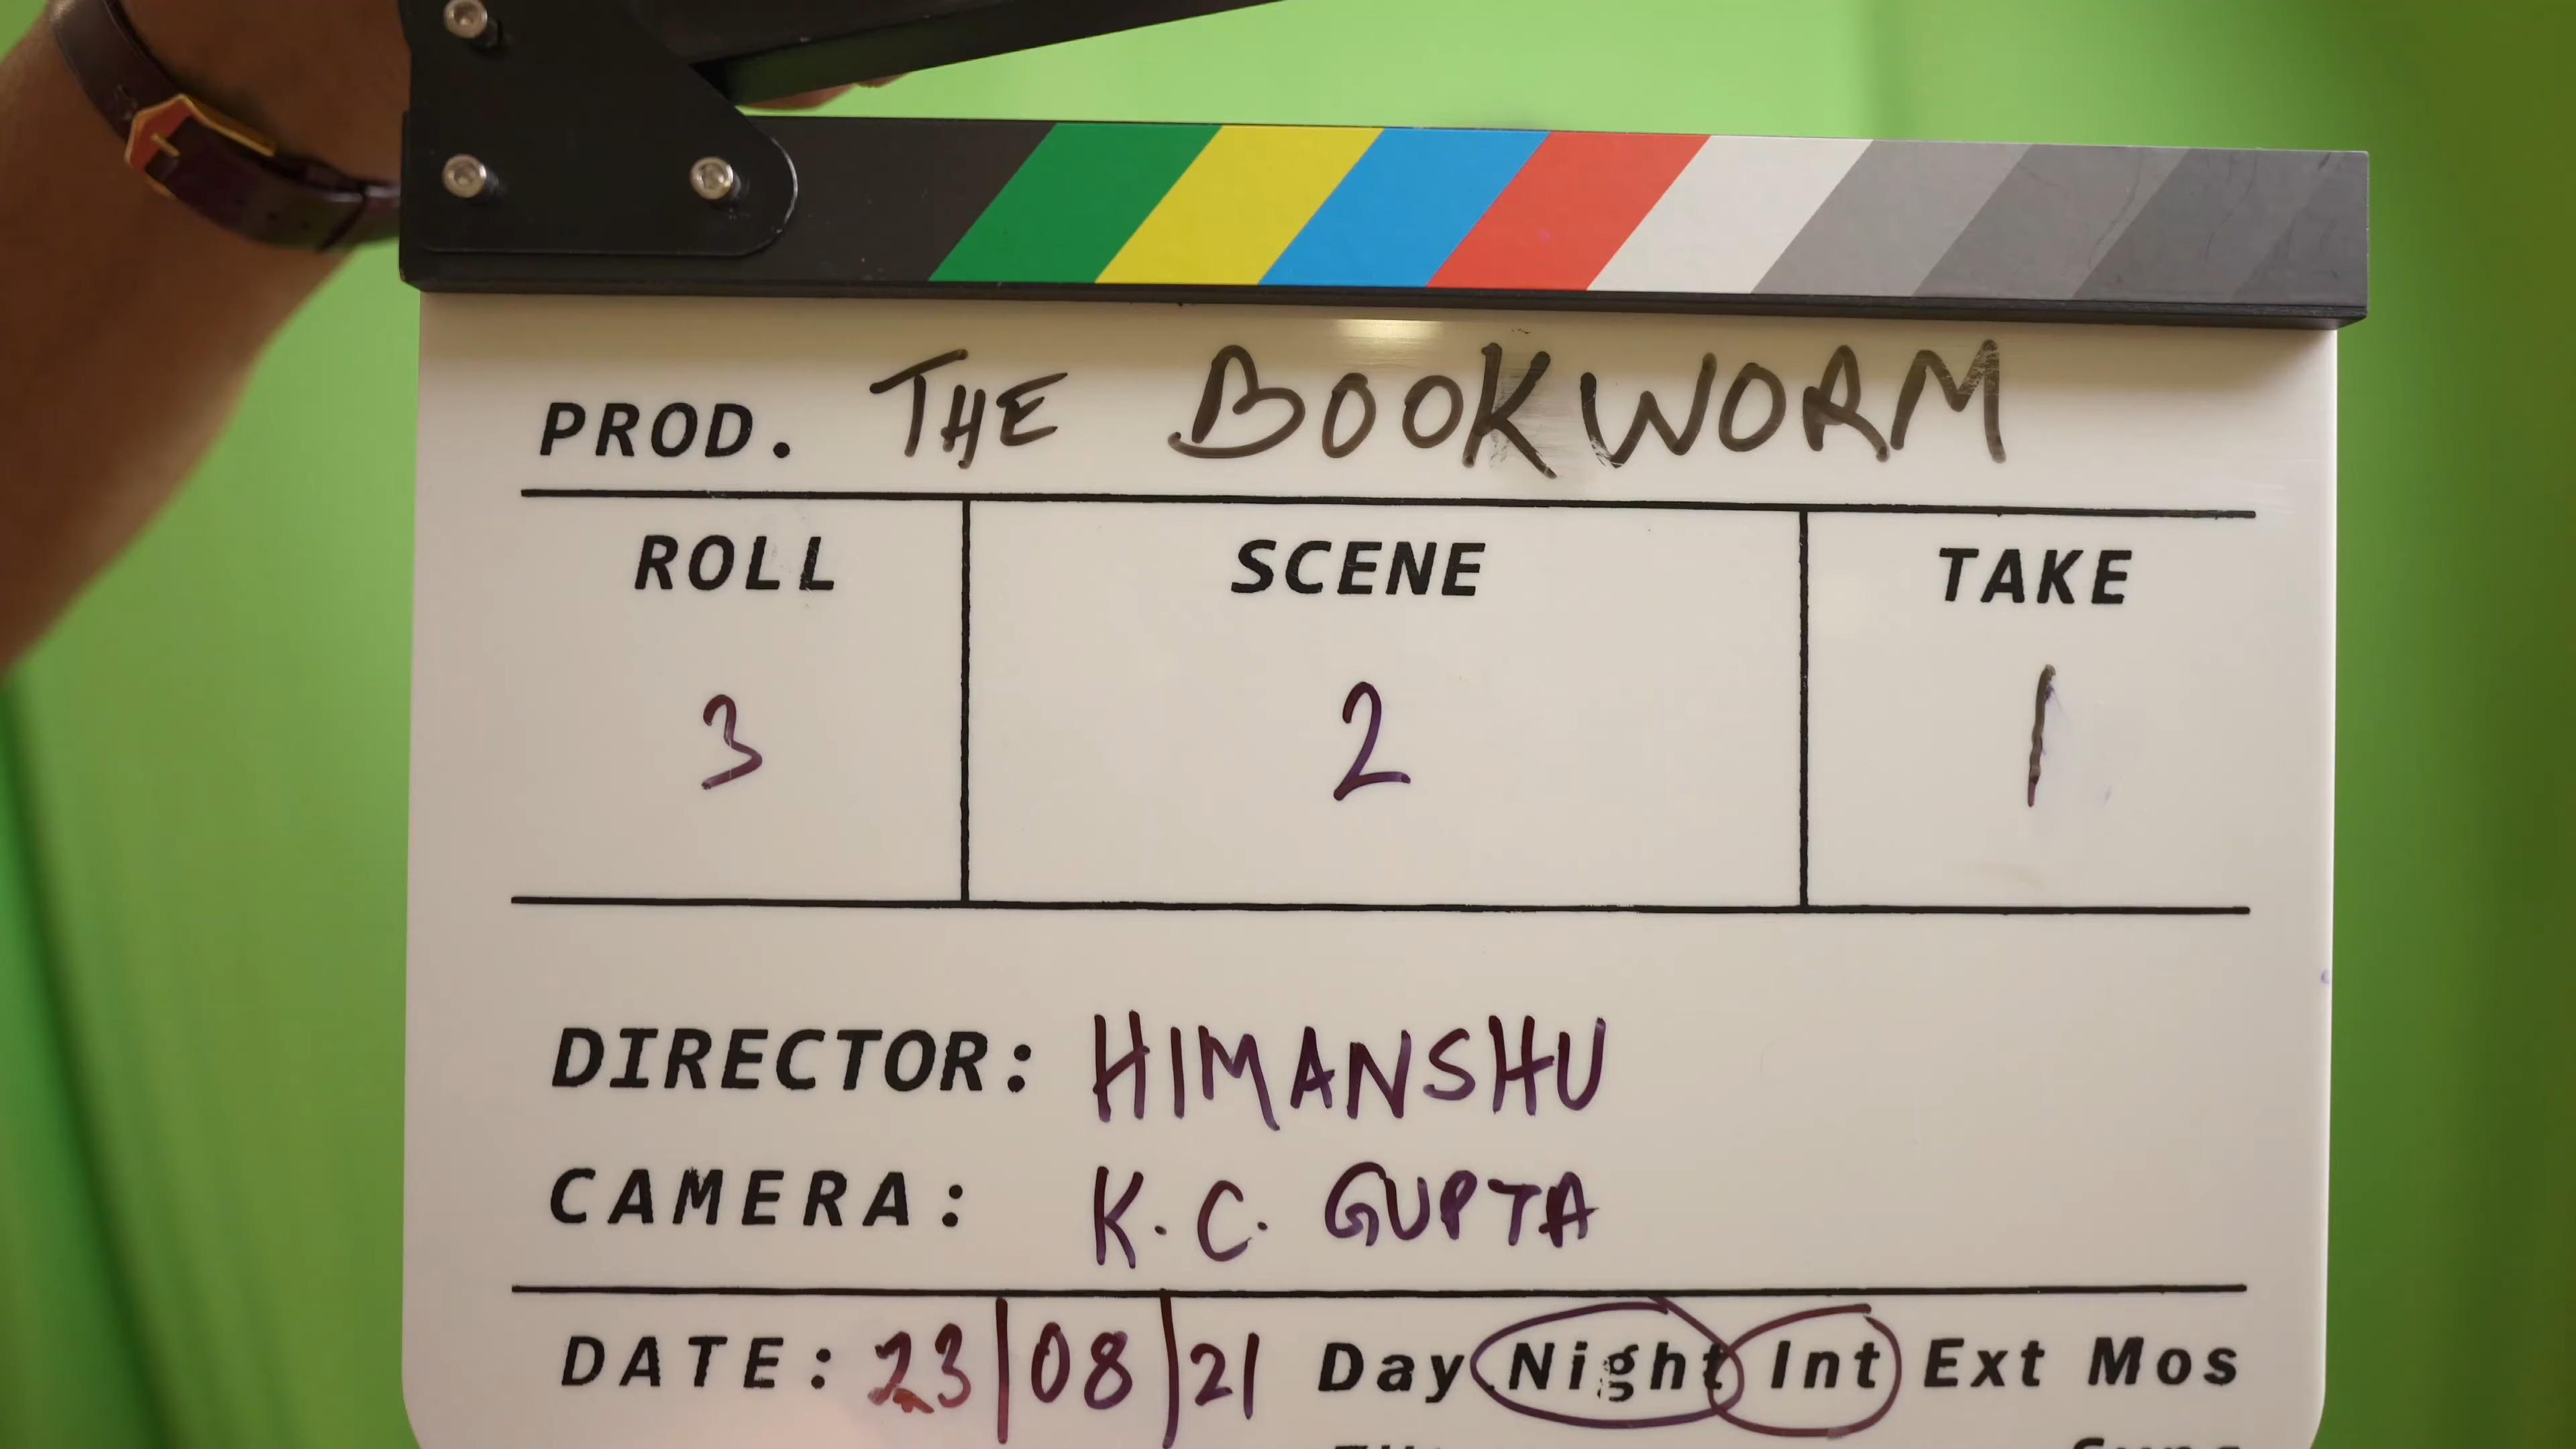 PROD. THE BOOKWORM
ROLL SCENE TAKE
3 2 1
DIRECTOR: HIMANSHU
CAMERA: K.C. GUPTA
DATE: 23|08|21 Day Night Int Ext Mos